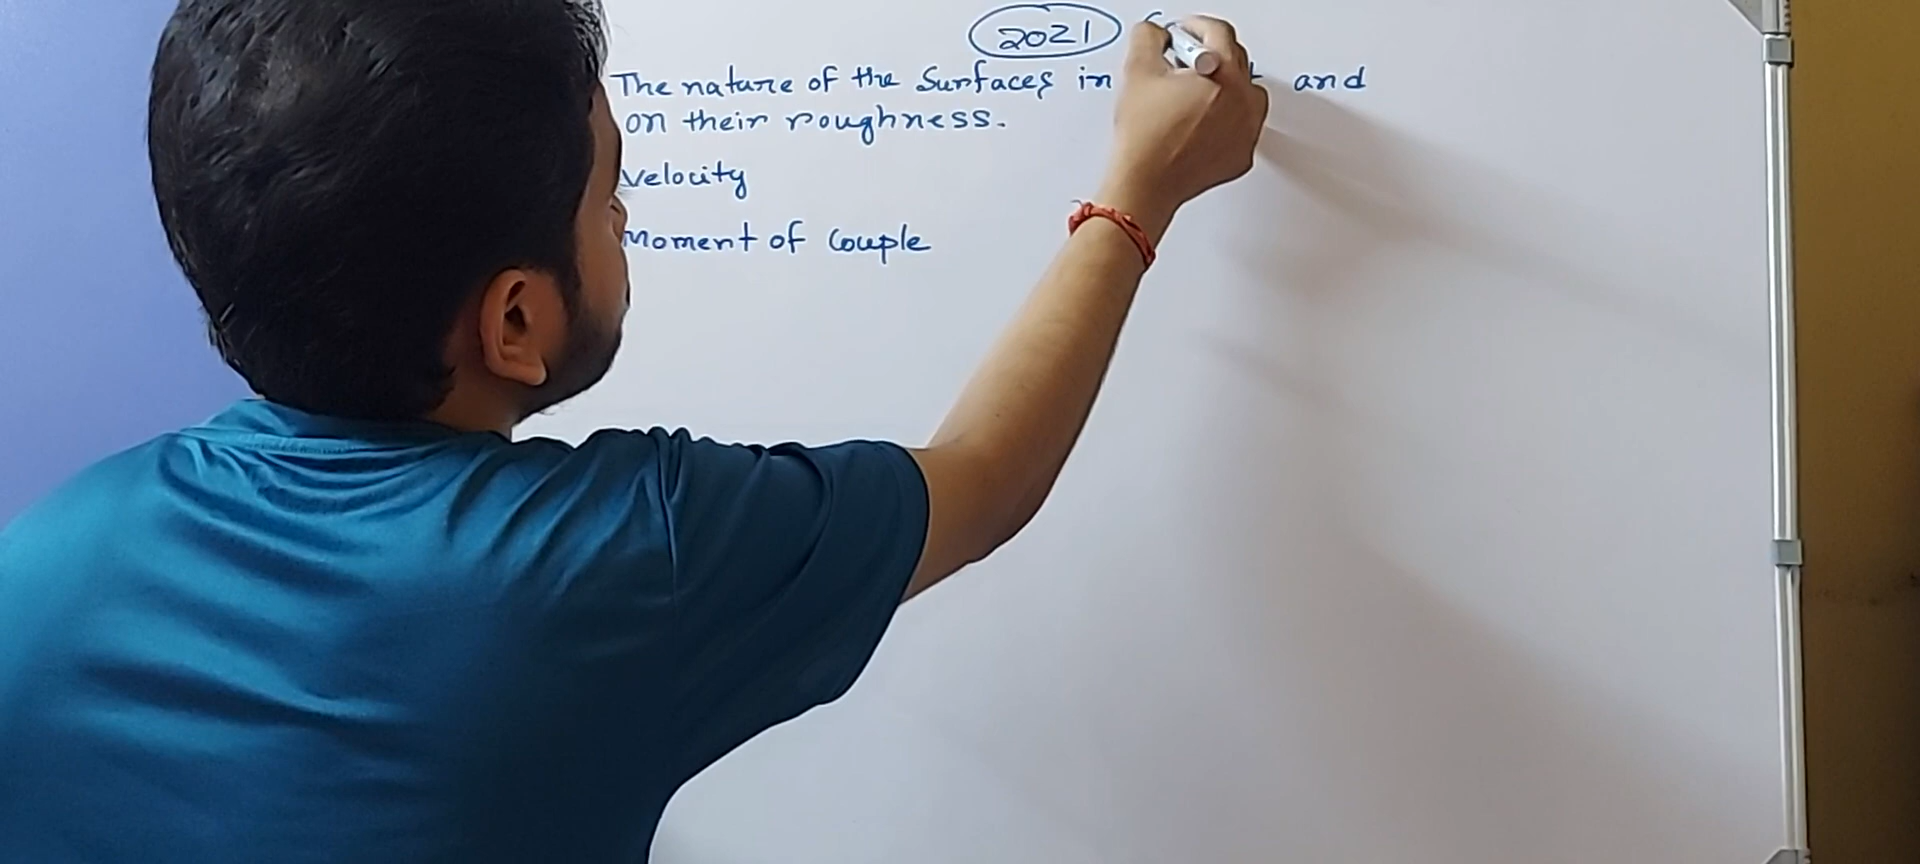 2021
The nature of the Surfaces in and
on their roughness.
Velocity
Moment of Couple